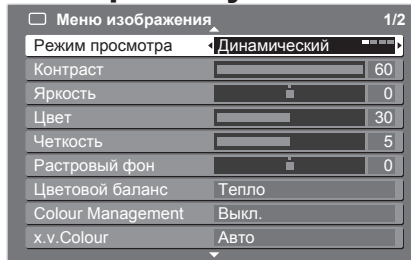 Меню изображения 1/2
Режим просмотра Динамический
Контраст 60
Яркость 0
Цвет 30
Четкость 5
Растровый фон 0
Цветовой баланс Тепло
Colour Management Выкл.
x.v.Colour Авто